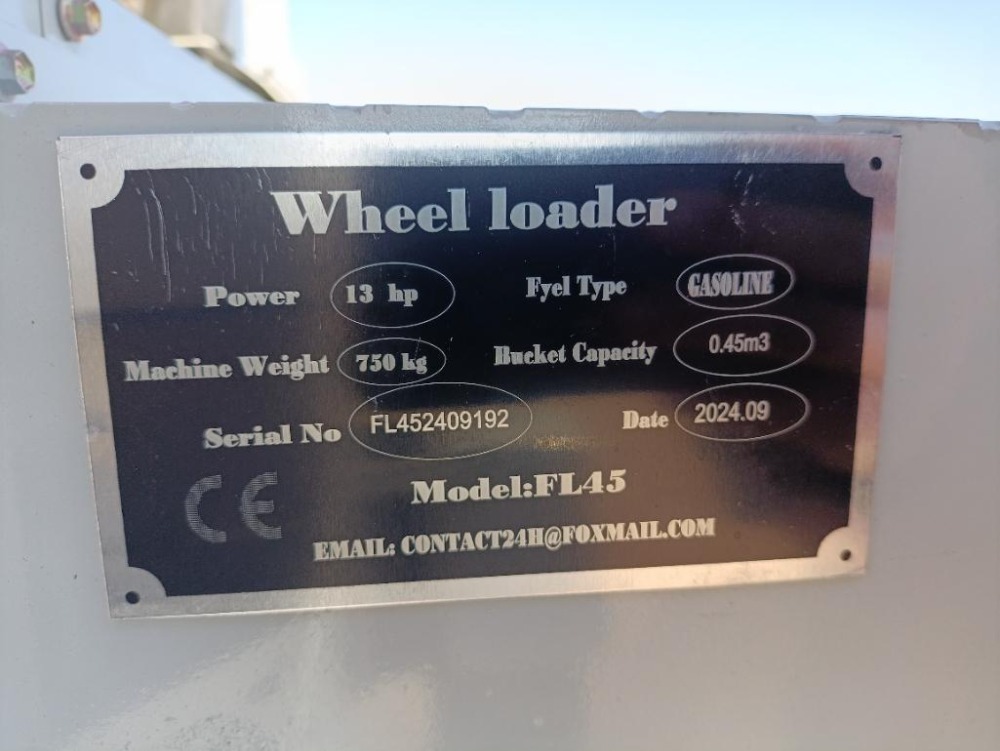 Wheel loader
Power 13 hp Fyel Type GASOLINE
Machine Weight 750 kg Bucket Capacity 0.45m3
Serial No FL452409192 Date 2024.09
CE
Model:FL45
EMAIL: CONTACT24H@FOXMAIL.COM